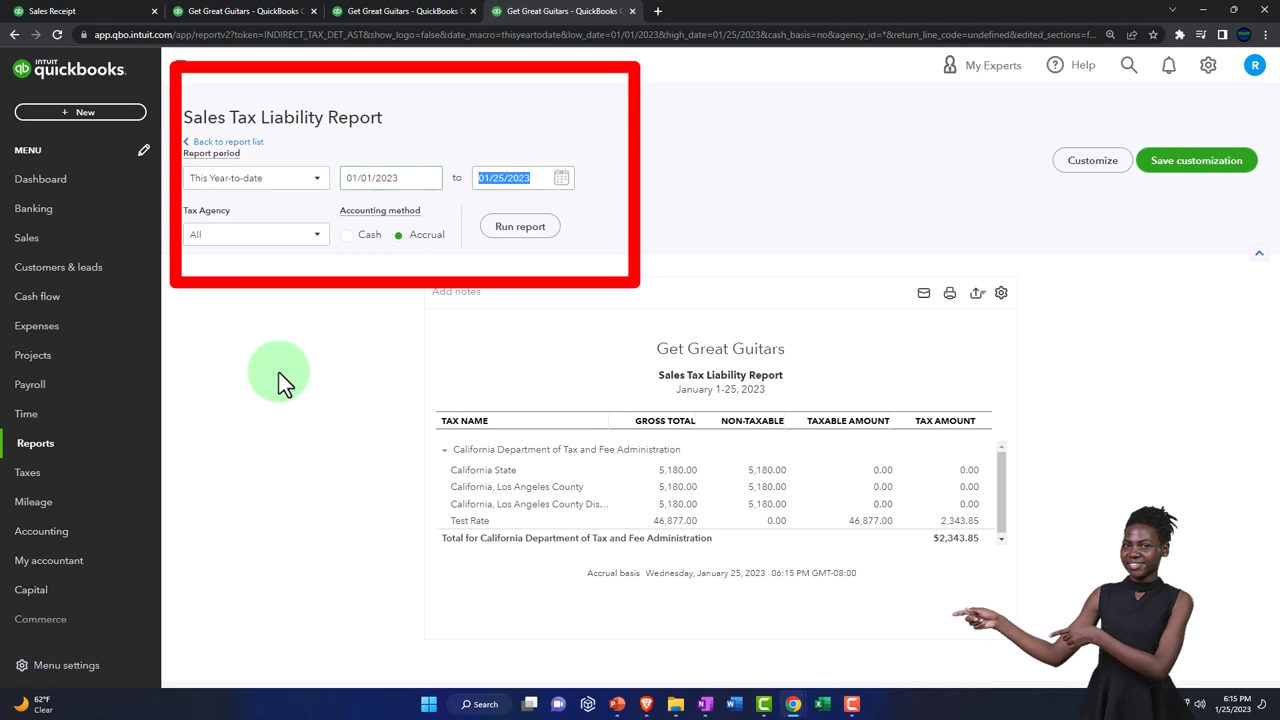 Sales Receipt
Get Great Guitars - C
Get Great Guitars - C
Get Great Guitars - C
app.qbo.intuit.com/app/reportv2?token=INDIRECT_TAX_DET_AST&show_logo=false&date_macro=thisyeartodate&low_date=01/01/2023&high_date=01/25/2023&cash_basis=no&agency_id=*&return_line_code=undefined&edited_sections=f...
INTUIT
quickbooks.
My Experts
Help
R
+ New
MENU
Dashboard
Banking
Sales
Customers & leads
Cash flow
Expenses
Projects
Payroll
Time
Reports
Taxes
Mileage
Accounting
My accountant
Capital
Commerce
Menu settings
Sales Tax Liability Report
Back to report list
Report period
This Year-to-date
01/01/2023
to
01/25/2023
Tax Agency
Accounting method
All
Cash
Accrual
Run report
Customize
Save customization
Add notes
Get Great Guitars
Sales Tax Liability Report
January 1-25, 2023
TAX NAME GROSS TOTAL NON-TAXABLE TAXABLE AMOUNT TAX AMOUNT
California Department of Tax and Fee Administration
California State 5,180.00 5,180.00 0.00 0.00
California, Los Angeles County 5,180.00 5,180.00 0.00 0.00
California, Los Angeles County Dis... 5,180.00 5,180.00 0.00 0.00
Test Rate 46,877.00 0.00 46,877.00 2,343.85
Total for California Department of Tax and Fee Administration $2,343.85
Accrual basis Wednesday, January 25, 2023 06:15 PM GMT-08:00
62°F
Clear
Search
6:15 PM
1/25/2023